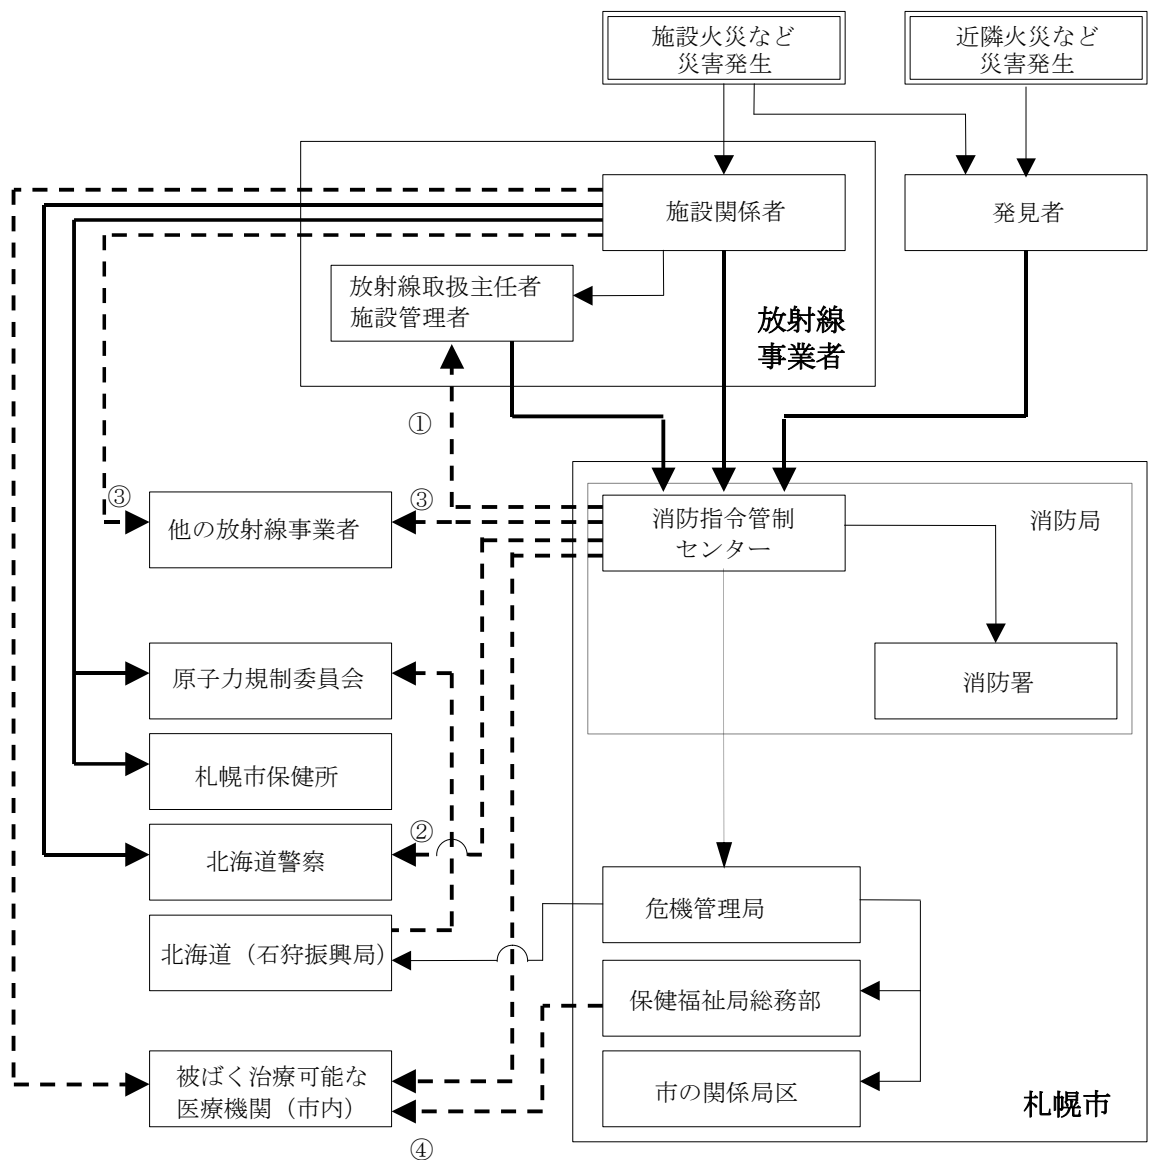 施設火災など
災害発生
近隣火災など
災害発生
施設関係者
発見者
放射線取扱主任者
施設管理者
放射線
事業者
①
③
他の放射線事業者
③
消防指令管制
センター
消防局
消防署
原子力規制委員会
札幌市保健所
②
北海道警察
北海道（石狩振興局）
危機管理局
保健福祉局総務部
市の関係局区
札幌市
被ばく治療可能な
医療機関（市内）
④